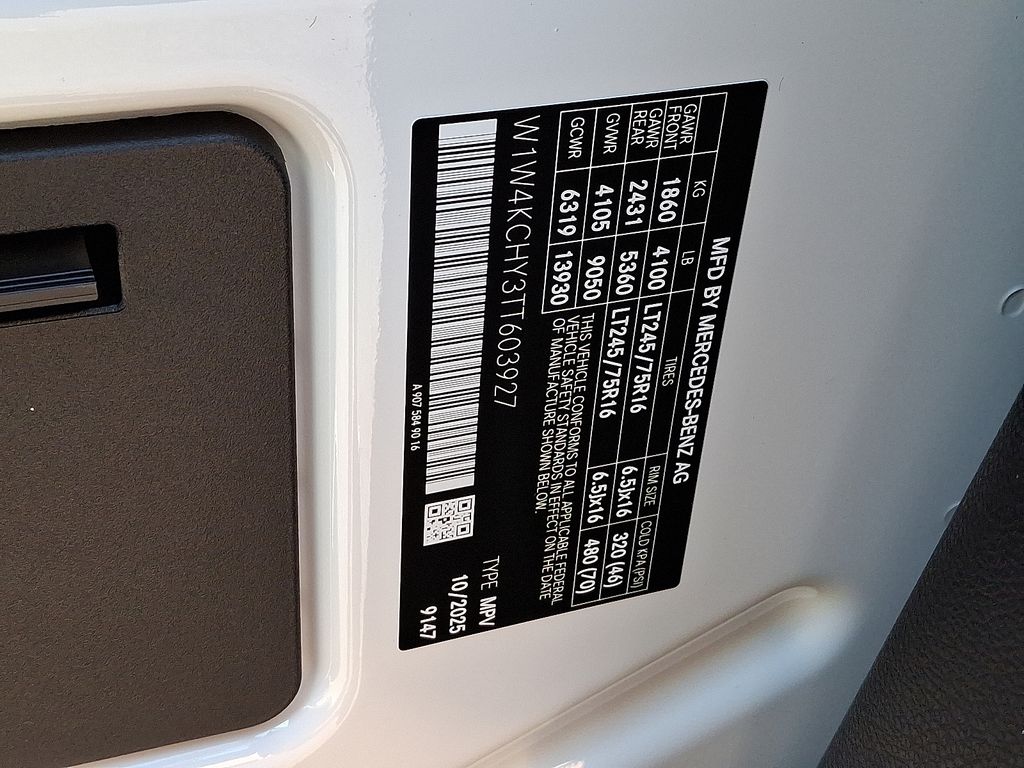 MFD BY MERCEDES-BENZ AG
KG LB TIRES RIM SIZE COLD KPA (PSI)
GAWR FRONT 1860 4100 LT245/75R16 6.5Jx16 320 (46)
GAWR REAR 2431 5360 LT245/75R16 6.5Jx16 480 (70)
GVWR 4105 9050
GCWR 6319 13930
THIS VEHICLE CONFORMS TO ALL APPLICABLE FEDERAL
VEHICLE SAFETY STANDARDS IN EFFECT ON THE DATE
OF MANUFACTURE SHOWN BELOW.
W1W4KCHY3TT603927
TYPE MPV
10/2025
9147
A 907 584 90 16